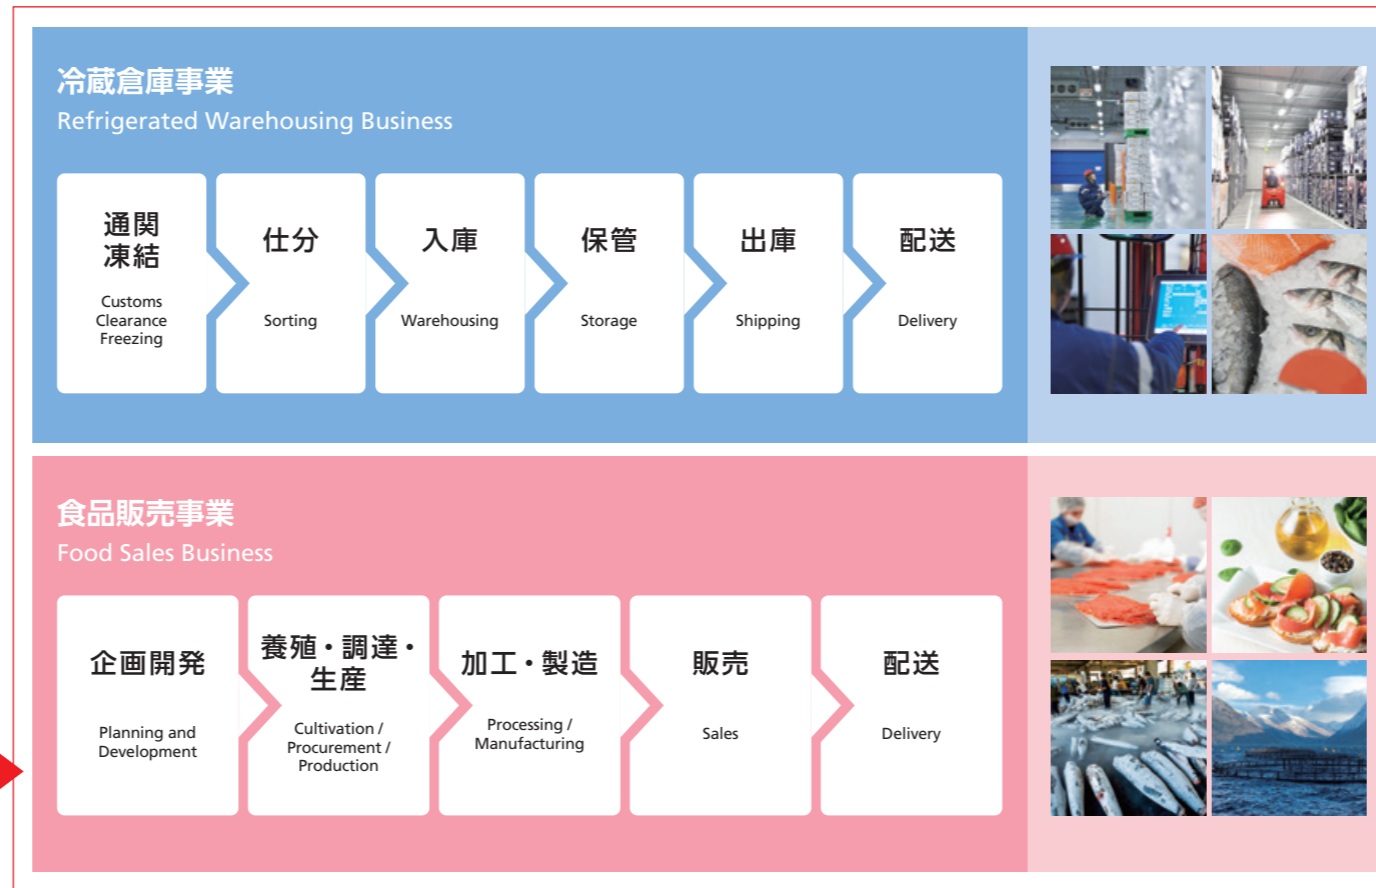 冷蔵倉庫事業
Refrigerated Warehousing Business
通関
凍結
Customs
Clearance
Freezing
仕分
Sorting
入庫
Warehousing
保管
Storage
出庫
Shipping
配送
Delivery
食品販売事業
Food Sales Business
企画開発
Planning and
Development
養殖・調達・
生産
Cultivation /
Procurement /
Production
加工・製造
Processing /
Manufacturing
販売
Sales
配送
Delivery